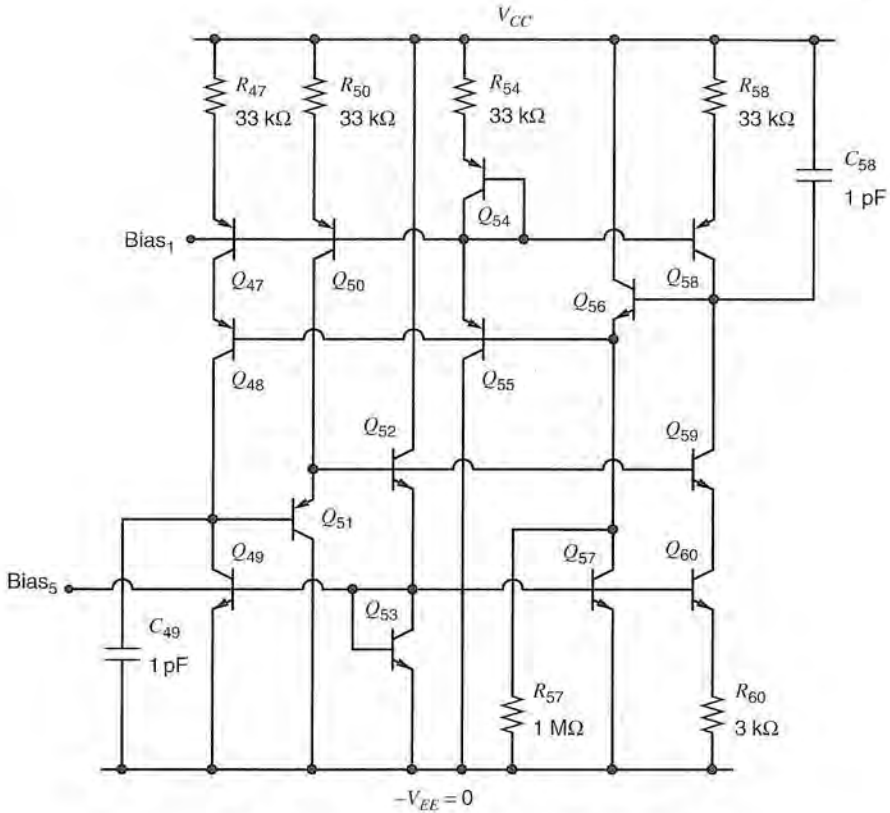 V_CC
R_47
33 kΩ
R_50
33 kΩ
R_54
33 kΩ
R_58
33 kΩ
C_58
1 pF
Q_54
Bias_1
Q_47
Q_50
Q_56
Q_58
Q_48
Q_55
Q_52
Q_59
Q_51
Q_49
Q_57
Q_60
Bias_5
Q_53
C_49
1 pF
R_57
1 MΩ
R_60
3 kΩ
−V_EE = 0